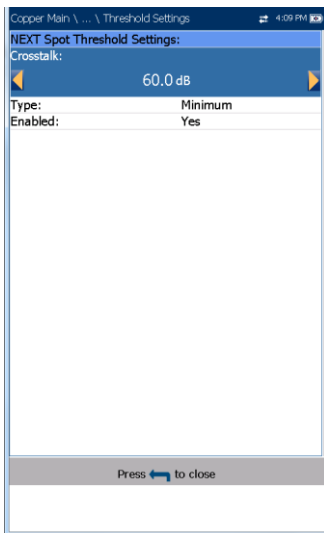 Copper Main \ ... \ Threshold Settings 4:09 PM
NEXT Spot Threshold Settings:
Crosstalk:
60.0 dB
Type: Minimum
Enabled: Yes
Press to close